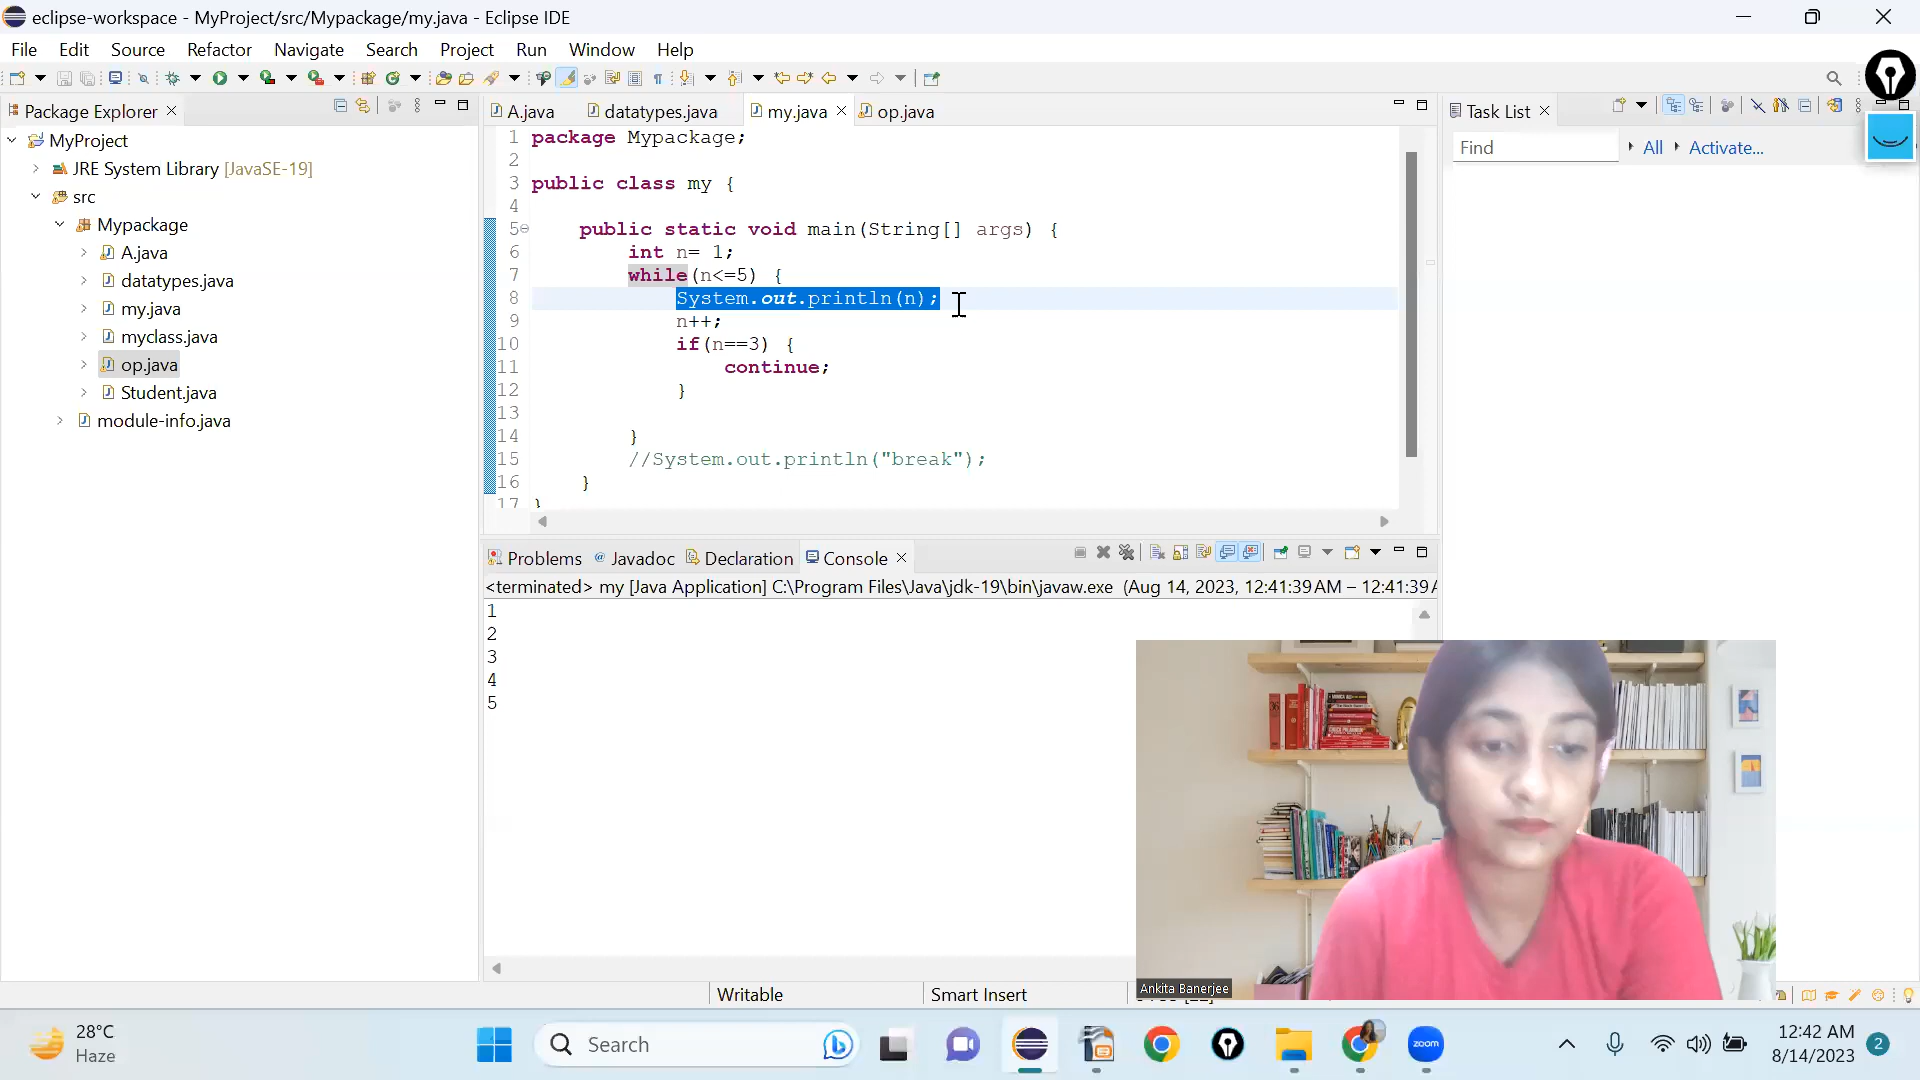 eclipse-workspace - MyProject/src/Mypackage/my.java - Eclipse IDE
File Edit Source Refactor Navigate Search Project Run Window Help
Package Explorer
MyProject
JRE System Library [JavaSE-19]
src
Mypackage
A.java
datatypes.java
my.java
myclass.java
op.java
Student.java
module-info.java
A.java datatypes.java my.java op.java
1 package Mypackage;
2
3 public class my {
4
5 public static void main(String[] args) {
6 int n= 1;
7 while(n<=5) {
8 System.out.println(n);
9 n++;
10 if(n==3) {
11 continue;
12 }
13
14 }
15 //System.out.println("break");
16 }
17 }
Task List
Find All Activate...
Problems Javadoc Declaration Console
<terminated> my [Java Application] C:\Program Files\Java\jdk-19\bin\javaw.exe (Aug 14, 2023, 12:41:39 AM – 12:41:39 A
1
2
3
4
5
Ankita Banerjee
Writable Smart Insert
28°C
Haze
Search
zoom
12:42 AM
8/14/2023
2